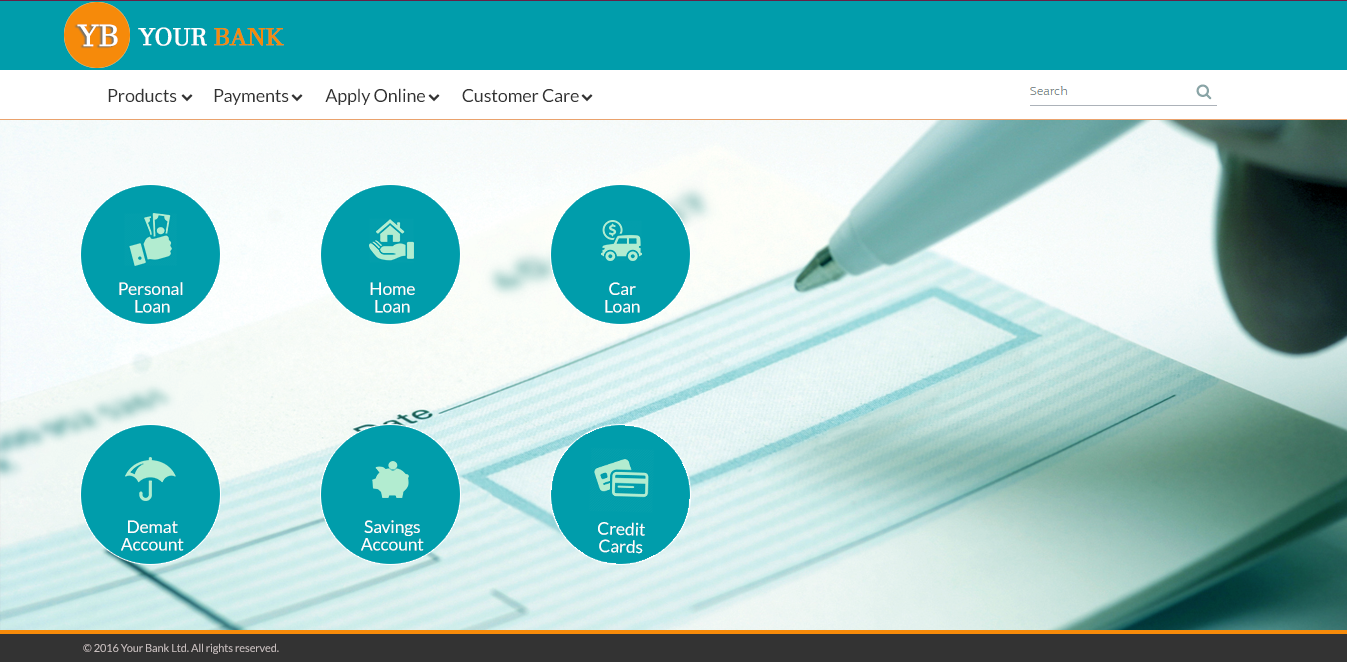 YB YOUR BANK
Products Payments Apply Online Customer Care
Search
Personal
Loan
Home
Loan
$
Car
Loan
Date
Demat
Account
Savings
Account
Credit
Cards
© 2016 Your Bank Ltd. All rights reserved.